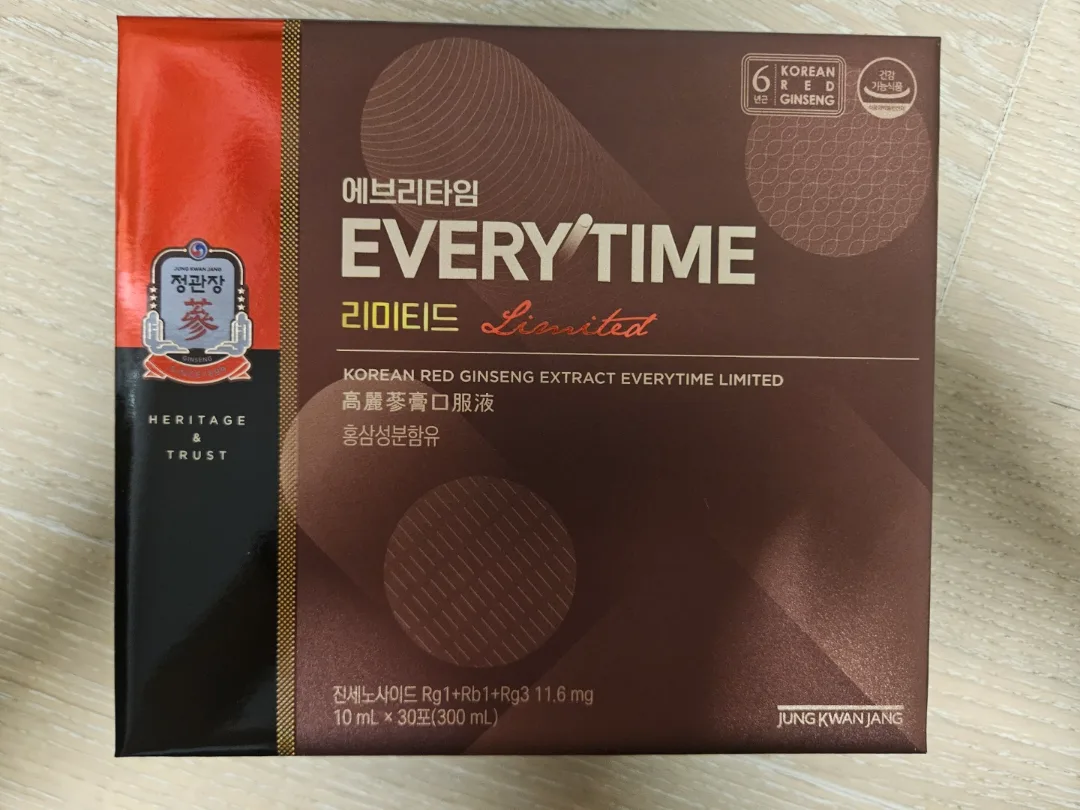 6
년근
KOREAN
RED
GINSENG
건강
기능식품
에브리타임
EVERY'TIME
리미티드 Limited
JUNG KWAN JANG
정관장
蔘
GINSENG
HERITAGE
&
TRUST
KOREAN RED GINSENG EXTRACT EVERYTIME LIMITED
高麗蔘膏口服液
홍삼성분함유
진세노사이드 Rg1+Rb1+Rg3 11.6 mg
10 mL × 30포(300 mL)
JUNG KWAN JANG